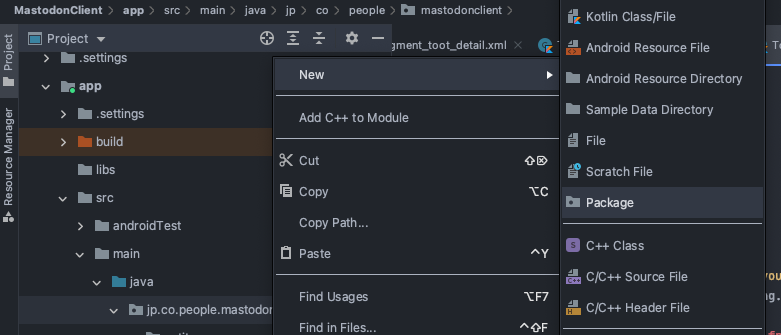 MastodonClient › app › src › main › java › jp › co › people › mastodonclient
Project
gment_toot_detail.xml
.settings
app
.settings
build
libs
src
androidTest
main
java
jp.co.people.mastodon
Project
Resource Manager
New
Add C++ to Module
Cut ⇧⌫
Copy ⌥C
Copy Path...
Paste ^Y
Find Usages ⌥F7
Find in Files... ^⇧F
Kotlin Class/File
Android Resource File
Android Resource Directory
Sample Data Directory
File
Scratch File
Package
C++ Class
C/C++ Source File
C/C++ Header File
you
ng.